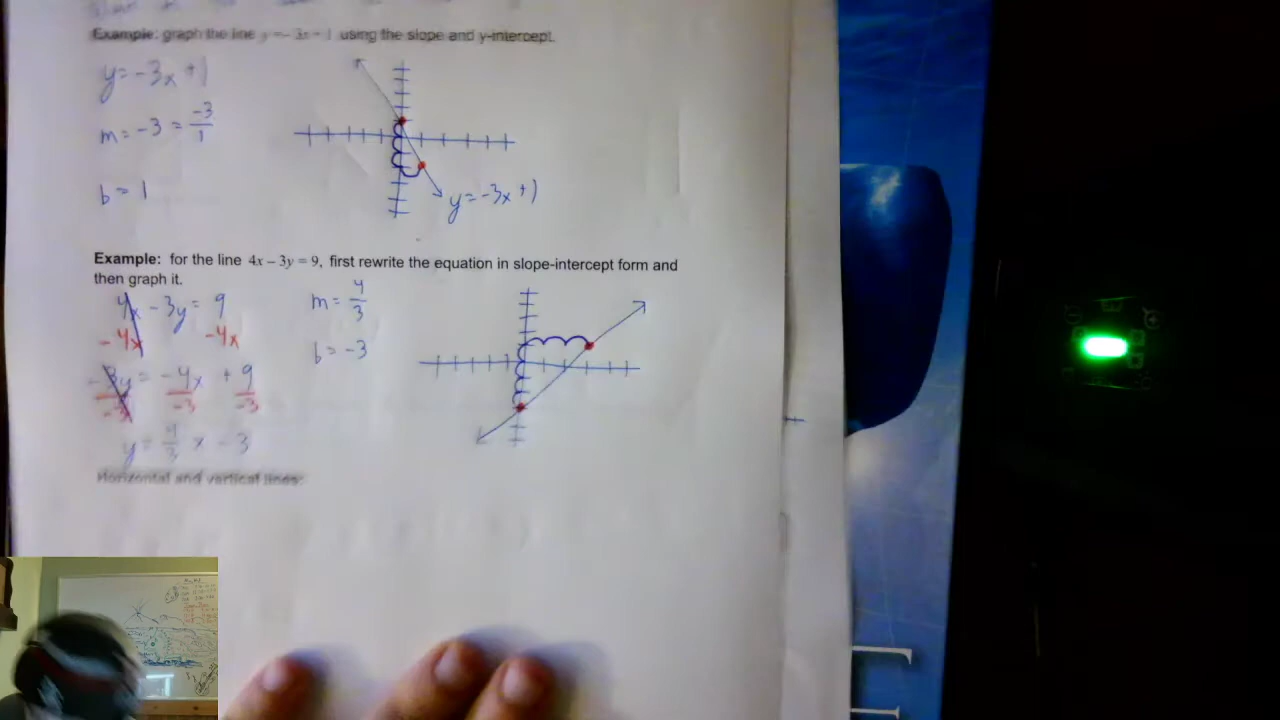 Example: graph the line y = -3x + 1 using the slope and y-intercept.
y = -3x + 1
m = -3 = -3/1
b = 1
y = -3x + 1
Example: for the line 4x – 3y = 9, first rewrite the equation in slope-intercept form and
then graph it.
4x - 3y = 9
-4x -4x
-3y = -4x + 9
-3 -3 -3
y = 4/3 x - 3
m = 4/3
b = -3
Horizontal and vertical lines: